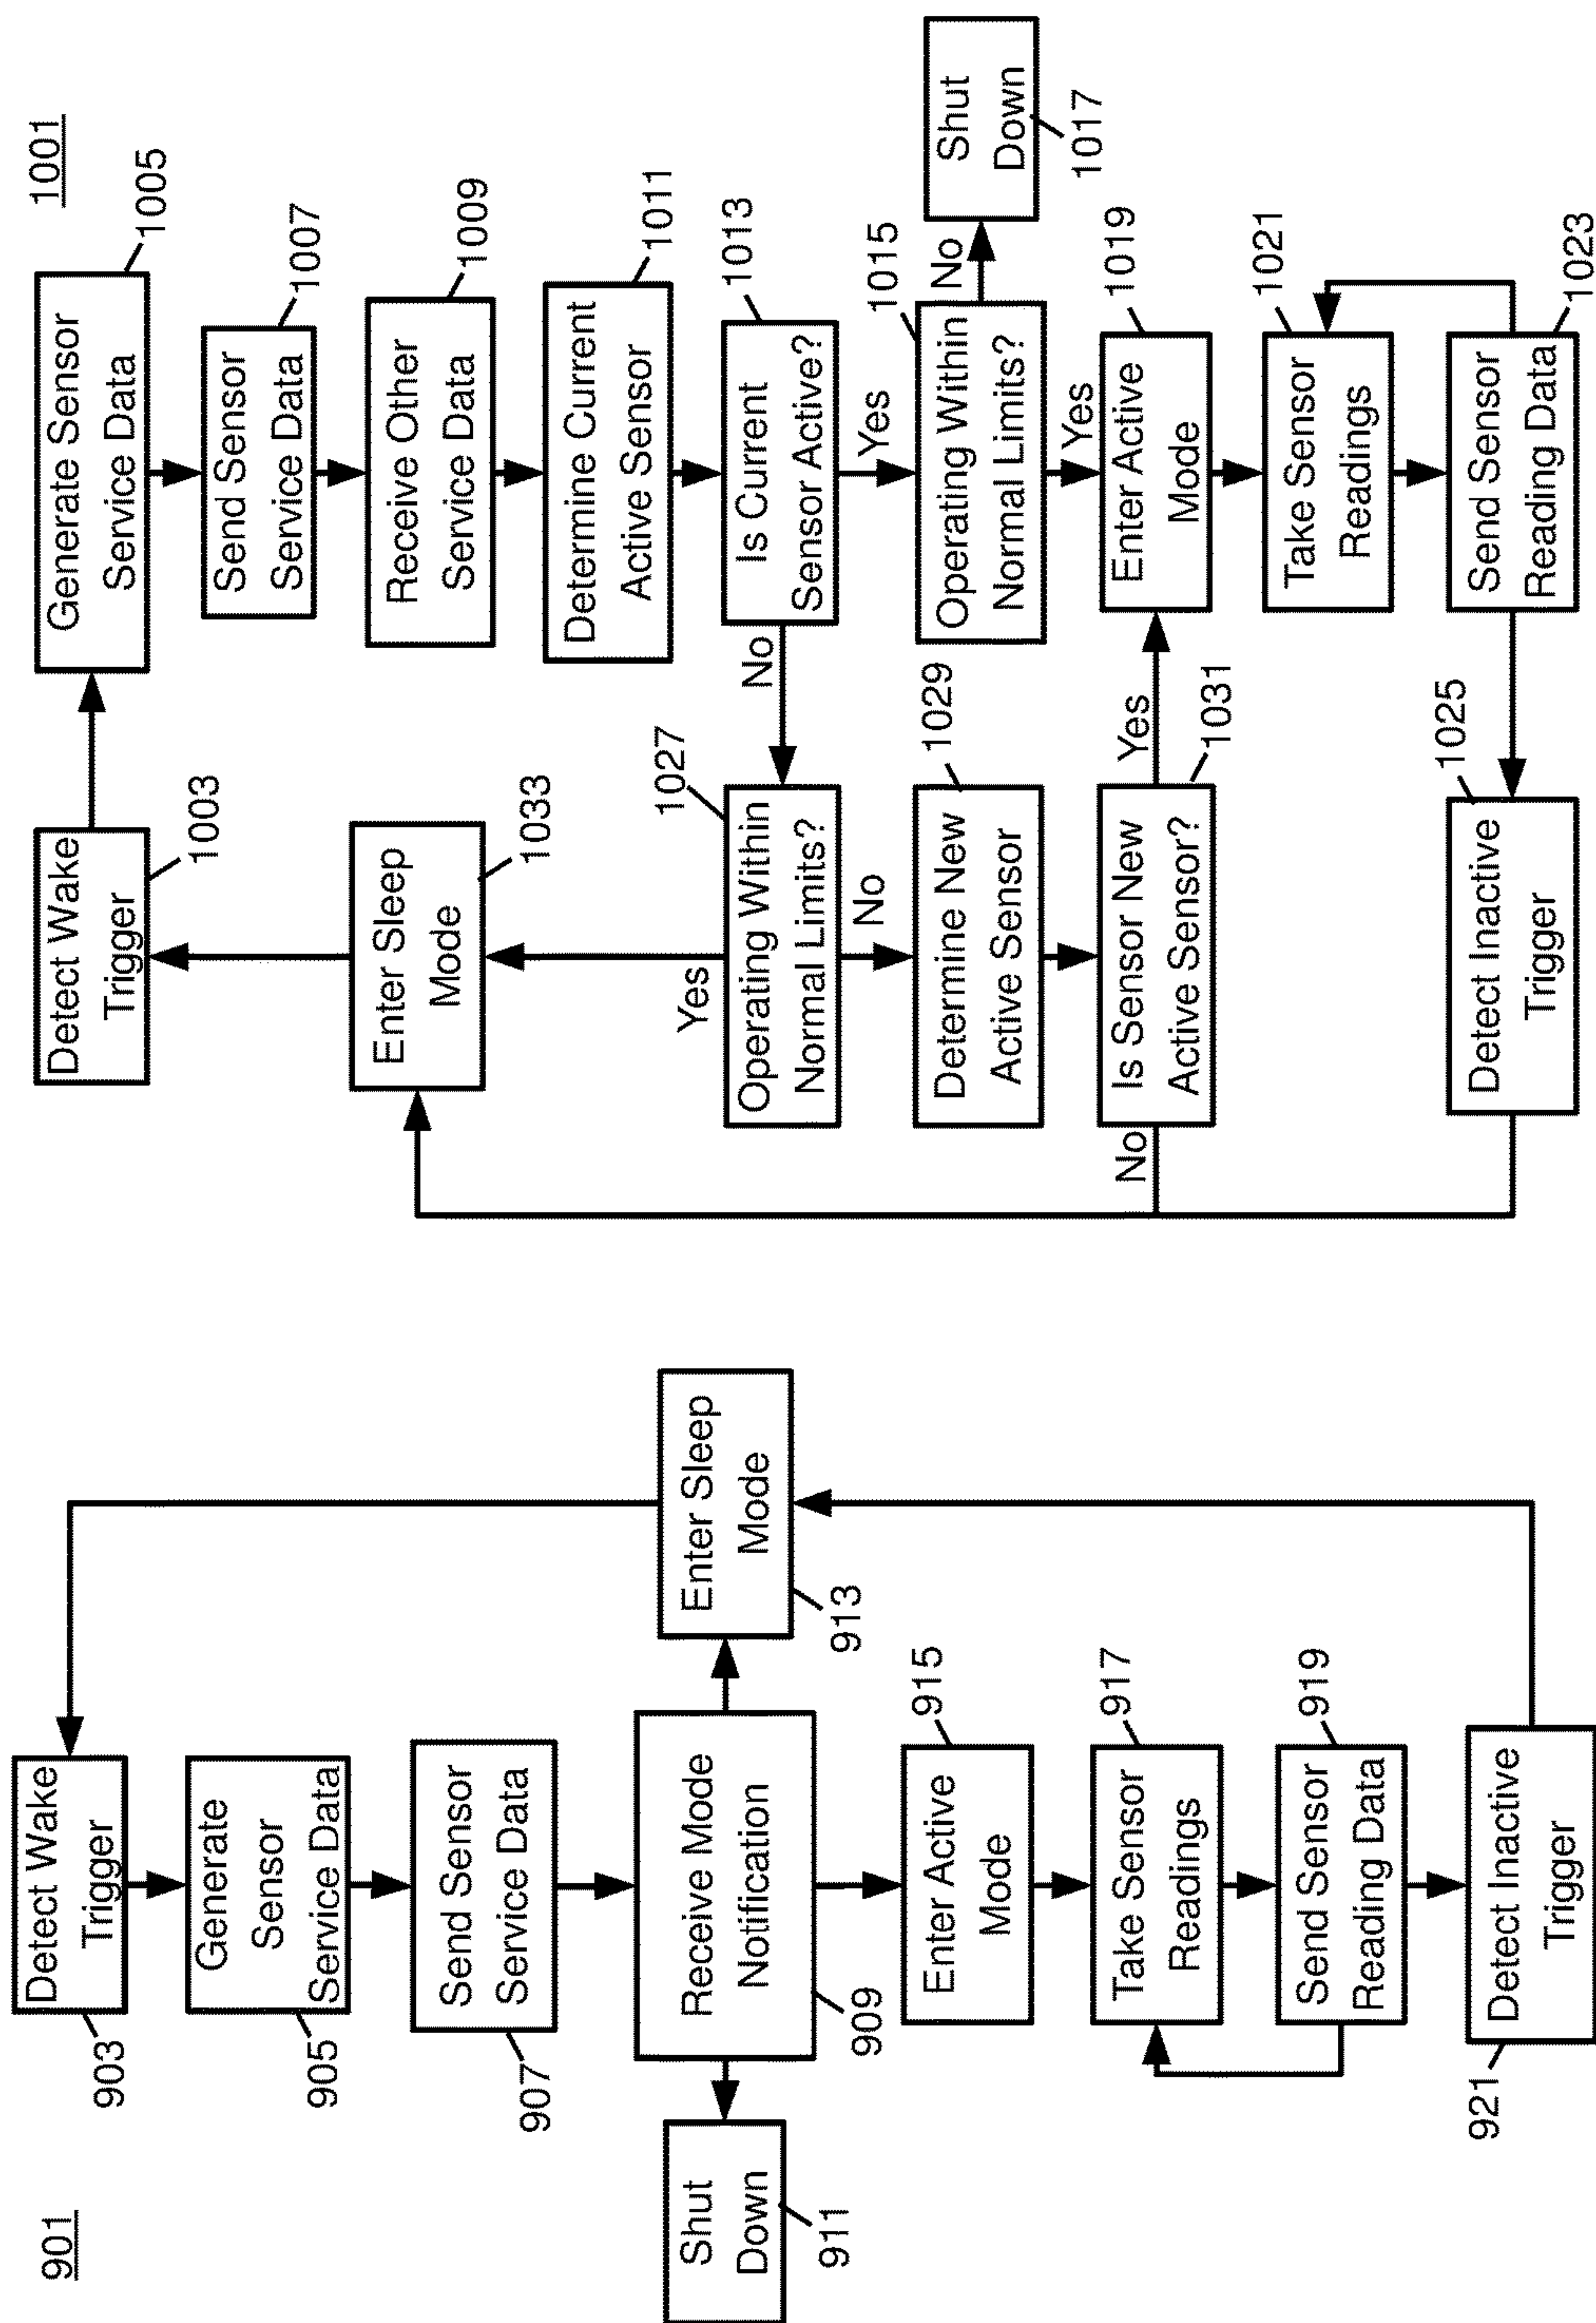 901
Detect Wake
Trigger
903
Generate
Sensor
Service Data
905
Send Sensor
Service Data
907
Receive Mode
Notification
909
Shut
Down
911
Enter Sleep
Mode
913
Enter Active
Mode
915
Take Sensor
Readings
917
Send Sensor
Reading Data
919
Detect Inactive
Trigger
921
1001
Detect Wake
Trigger
1003
Generate Sensor
Service Data
1005
Send Sensor
Service Data
1007
Receive Other
Service Data
1009
Determine Current
Active Sensor
1011
Is Current
Sensor Active?
1013
No
Yes
Operating Within
Normal Limits?
1015
No
Yes
Shut
Down
1017
Enter Active
Mode
1019
Take Sensor
Readings
1021
Send Sensor
Reading Data
1023
Detect Inactive
Trigger
1025
Operating Within
Normal Limits?
1027
Yes
No
Determine New
Active Sensor
1029
Is Sensor New
Active Sensor?
1031
Yes
No
Enter Sleep
Mode
1033